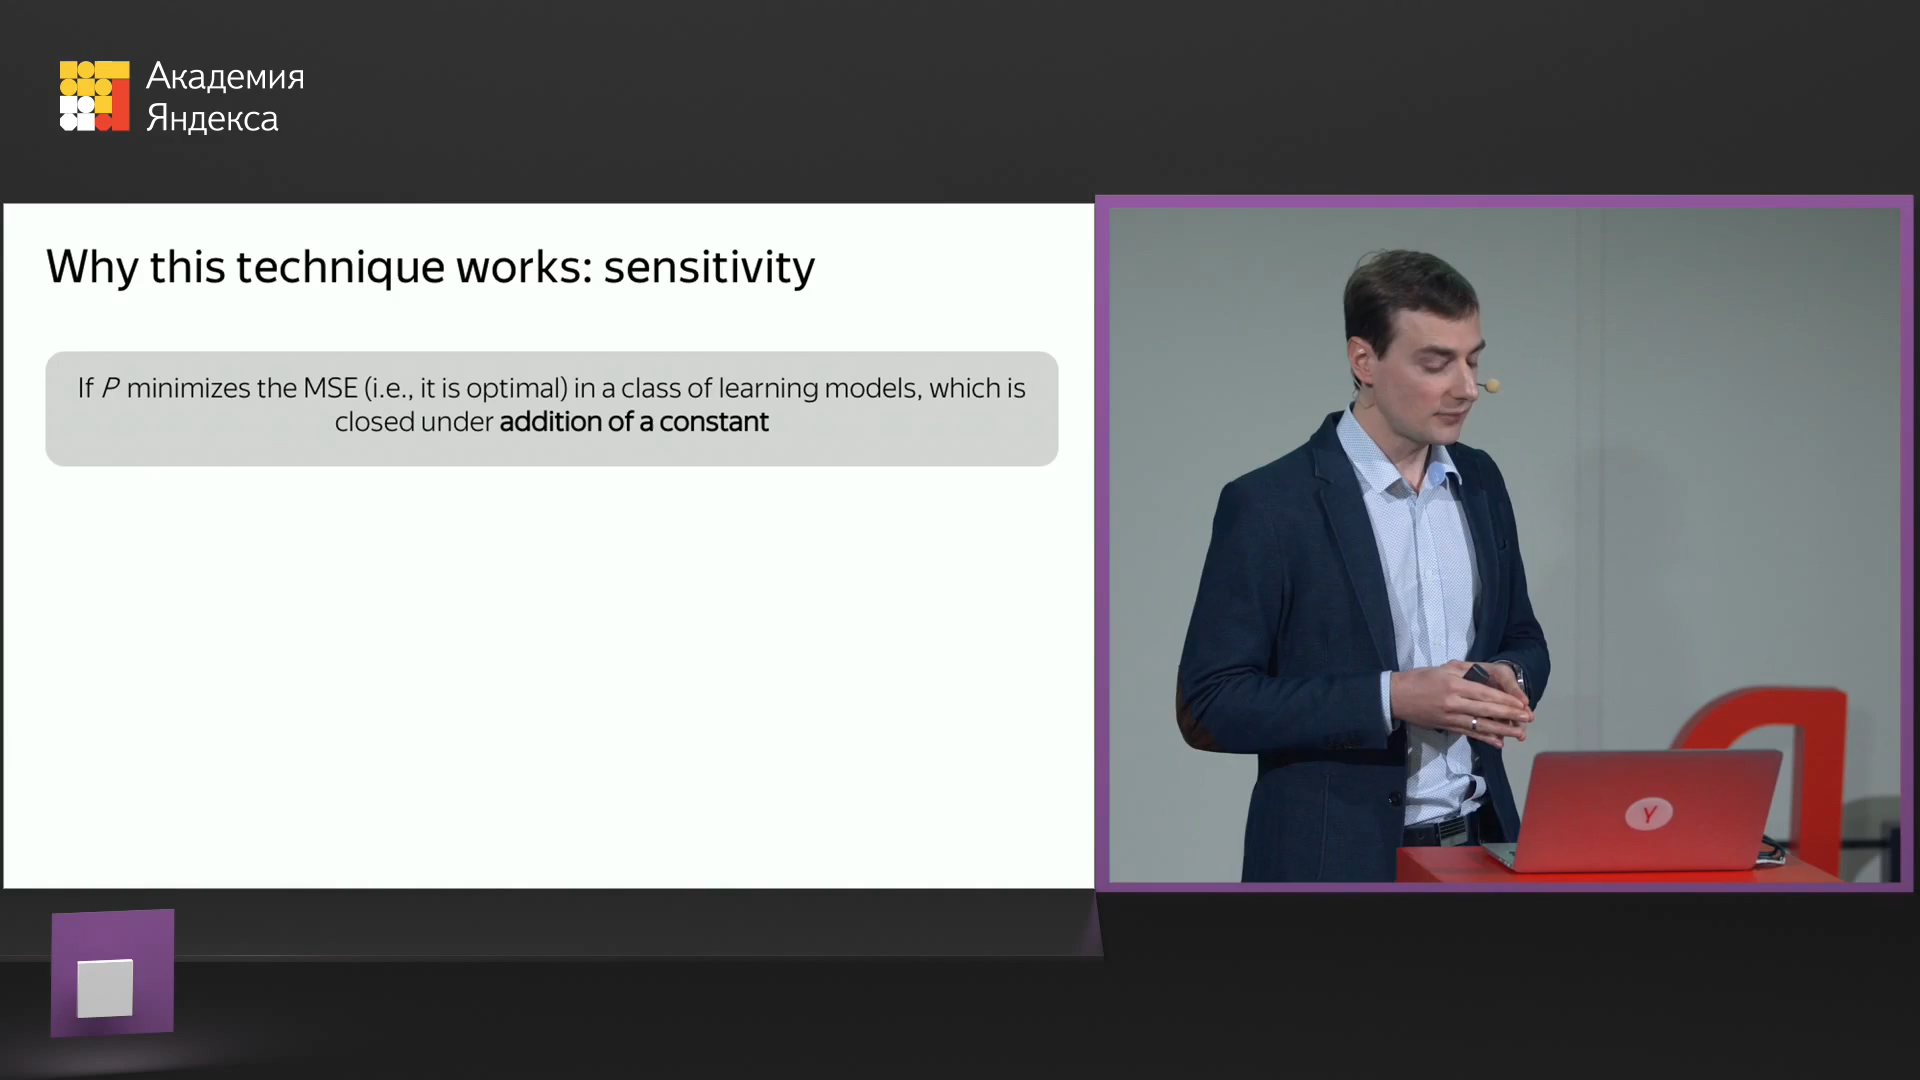 Академия
Яндекса
Why this technique works: sensitivity
If P minimizes the MSE (i.e., it is optimal) in a class of learning models, which is
closed under addition of a constant
Y